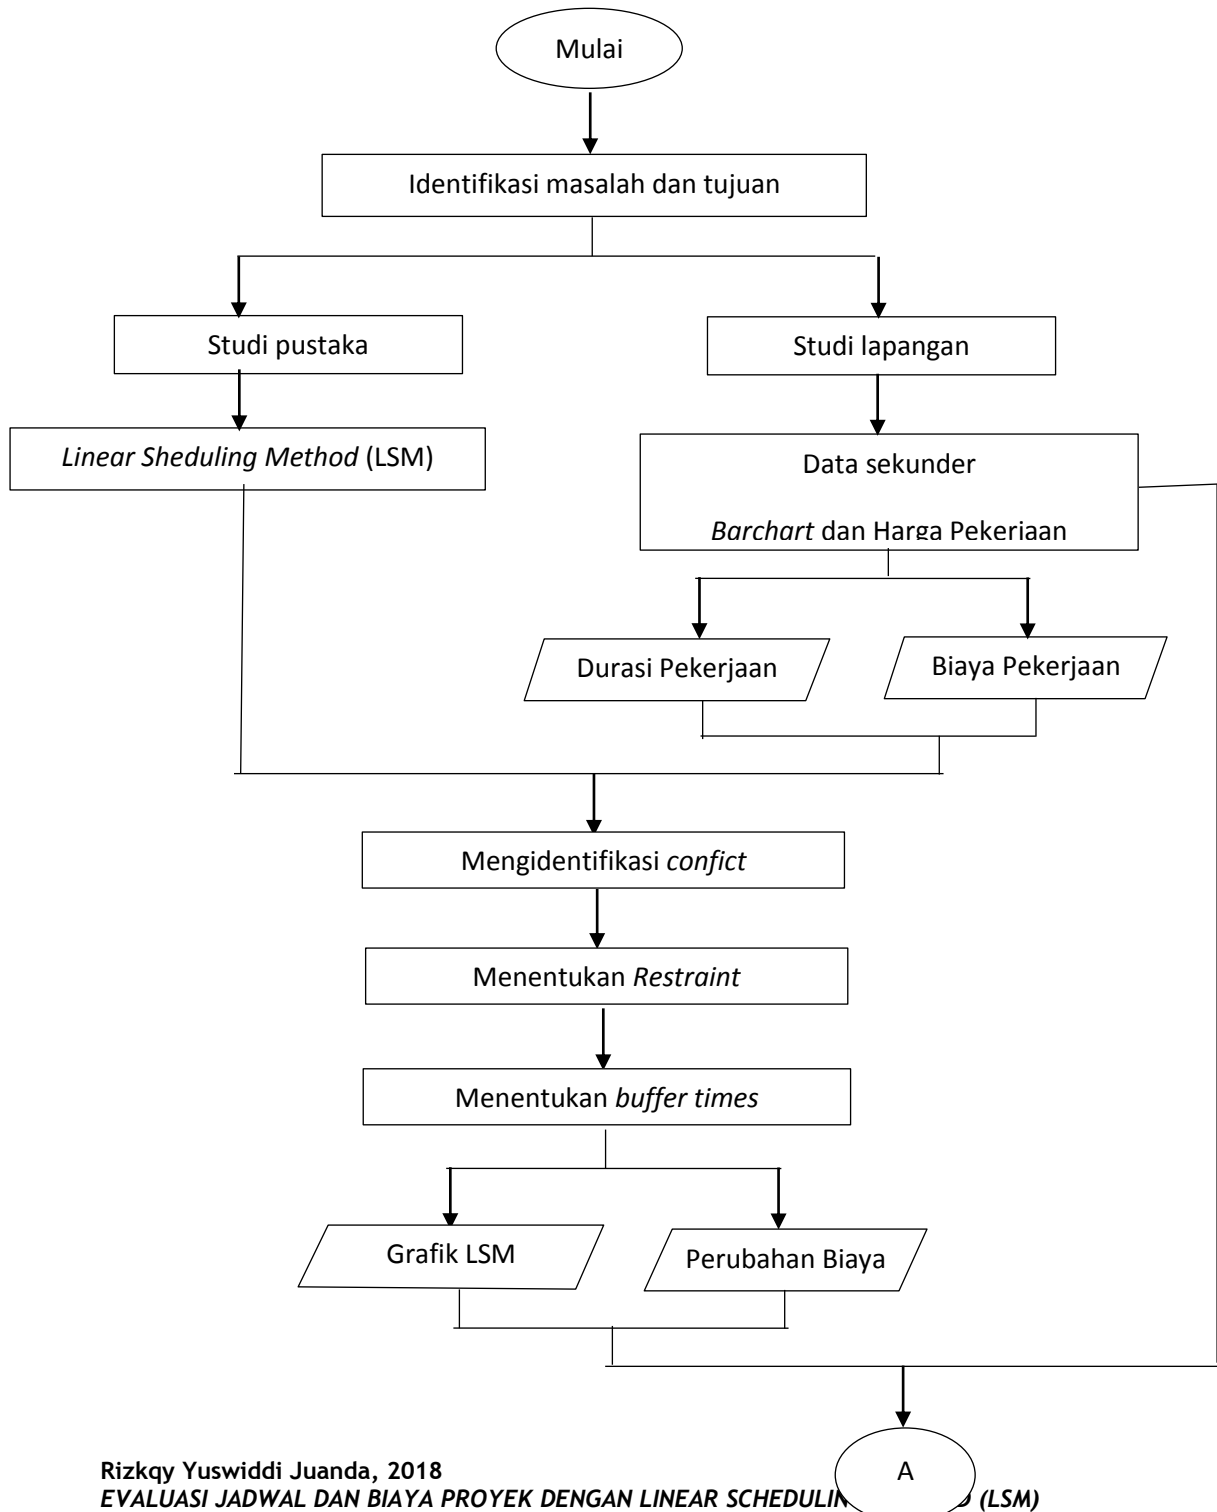 Mulai
Identifikasi masalah dan tujuan
Studi pustaka
Studi lapangan
Linear Sheduling Method (LSM)
Data sekunder
Barchart dan Harga Pekerjaan
Durasi Pekerjaan
Biaya Pekerjaan
Mengidentifikasi confict
Menentukan Restraint
Menentukan buffer times
Grafik LSM
Perubahan Biaya
A
Rizkqy Yuswiddi Juanda, 2018
EVALUASI JADWAL DAN BIAYA PROYEK DENGAN LINEAR (LSM)